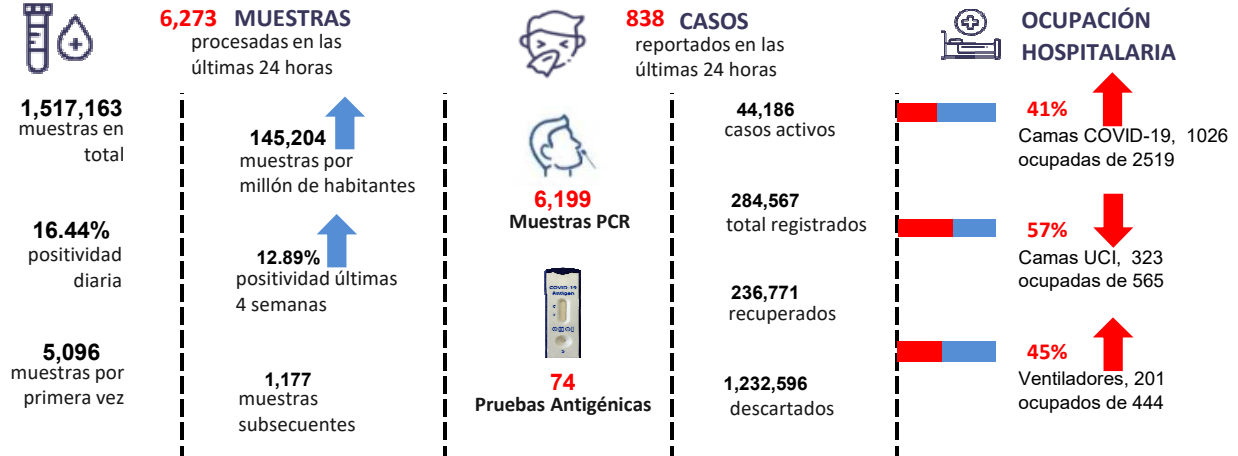 6,273 MUESTRAS
procesadas en las
últimas 24 horas
1,517,163
muestras en
total
16.44%
positividad
diaria
5,096
muestras por
primera vez
145,204
muestras por
millón de habitantes
12.89%
positividad últimas
4 semanas
1,177
muestras
subsecuentes
838 CASOS
reportados en las
últimas 24 horas
6,199
Muestras PCR
COVID-19
Antigen
74
Pruebas Antigénicas
44,186
casos activos
284,567
total registrados
236,771
recuperados
1,232,596
descartados
OCUPACIÓN
HOSPITALARIA
41%
Camas COVID-19, 1026
ocupadas de 2519
57%
Camas UCI, 323
ocupadas de 565
45%
Ventiladores, 201
ocupados de 444